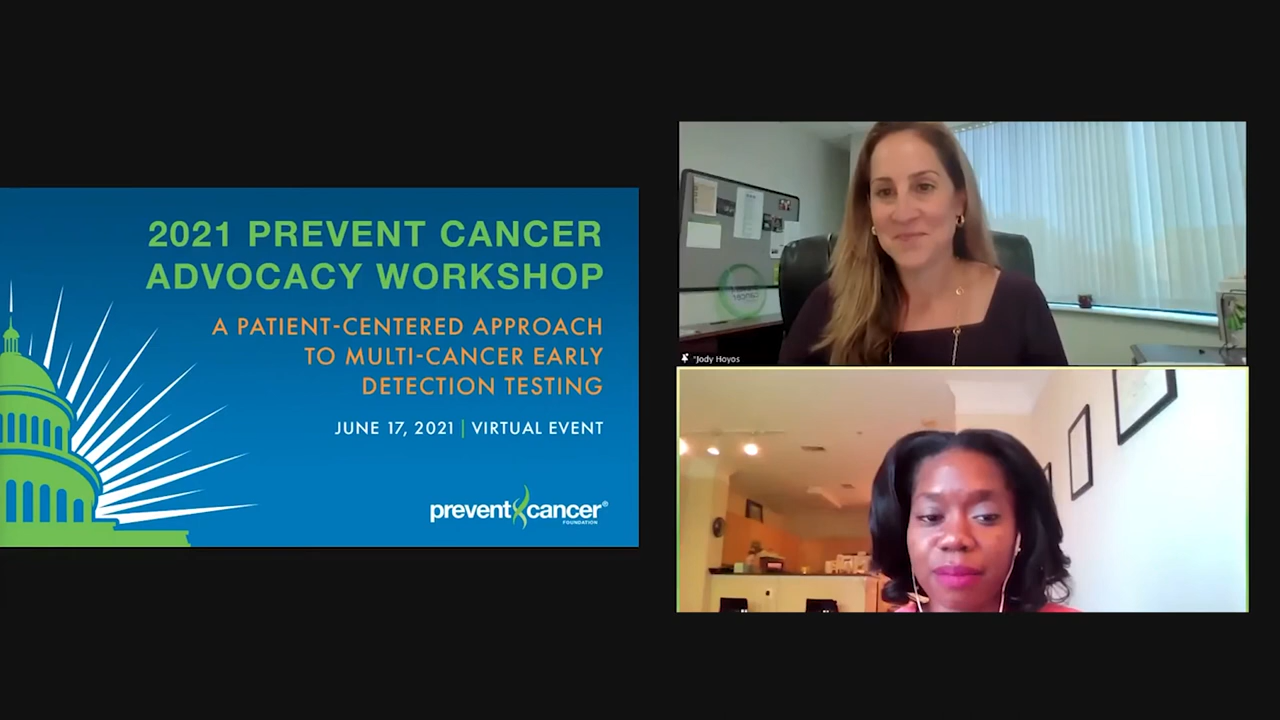 2021 PREVENT CANCER
ADVOCACY WORKSHOP
A PATIENT-CENTERED APPROACH
TO MULTI-CANCER EARLY
DETECTION TESTING
JUNE 17, 2021 | VIRTUAL EVENT
prevent cancer®
FOUNDATION
*Jody Hoyos